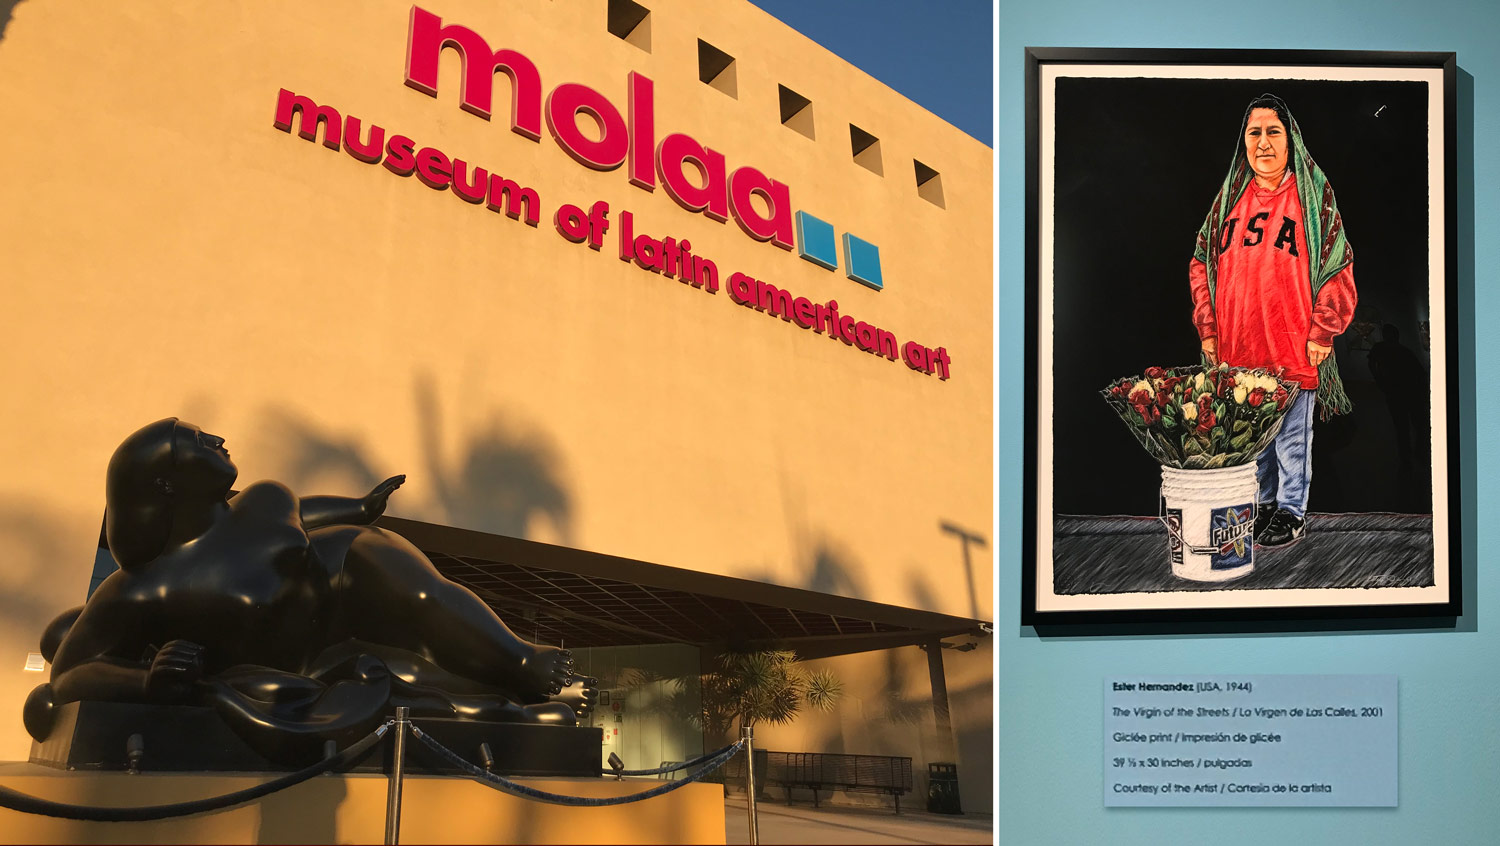 molaa
museum of latin american art
USA
Future
Ester Hernandez (USA, 1944)
The Virgin of the Streets / La Virgen de Las Calles, 2001
Giclée print / Impresión de glicée
39 ½ x 30 inches / pulgadas
Courtesy of the Artist / Cortesía de la artista